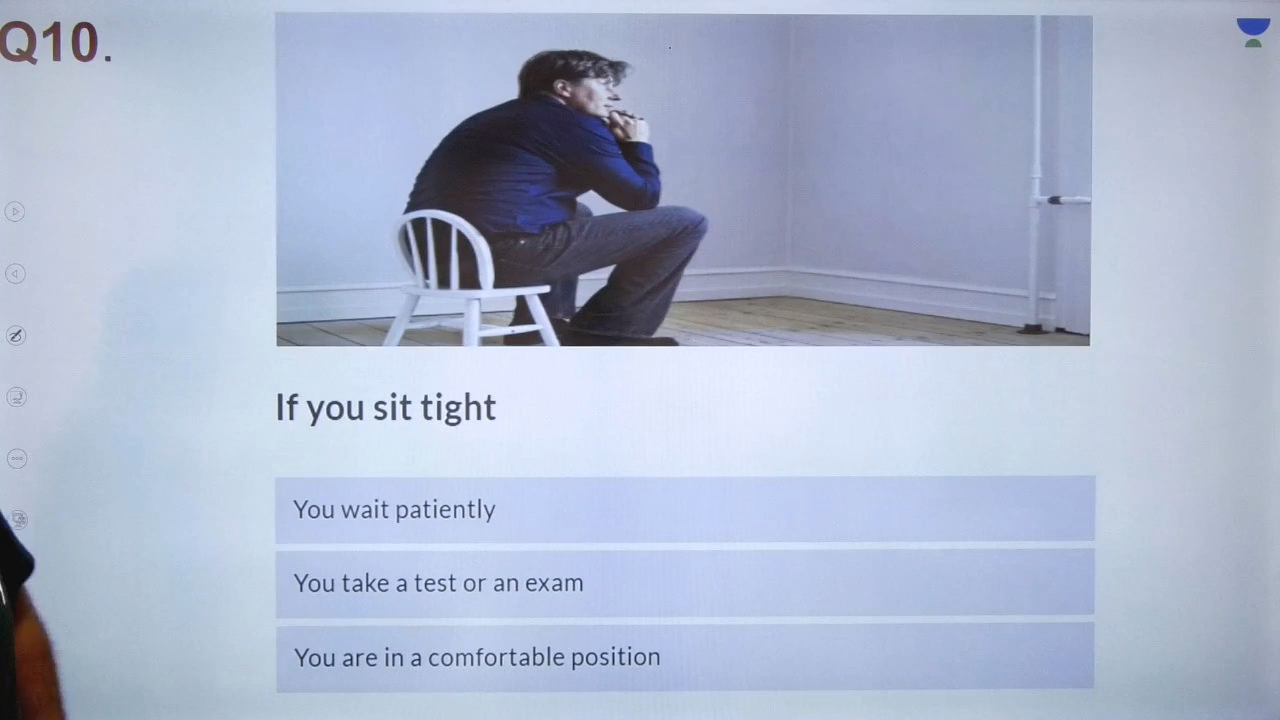 Q10.
If you sit tight
You wait patiently
You take a test or an exam
You are in a comfortable position